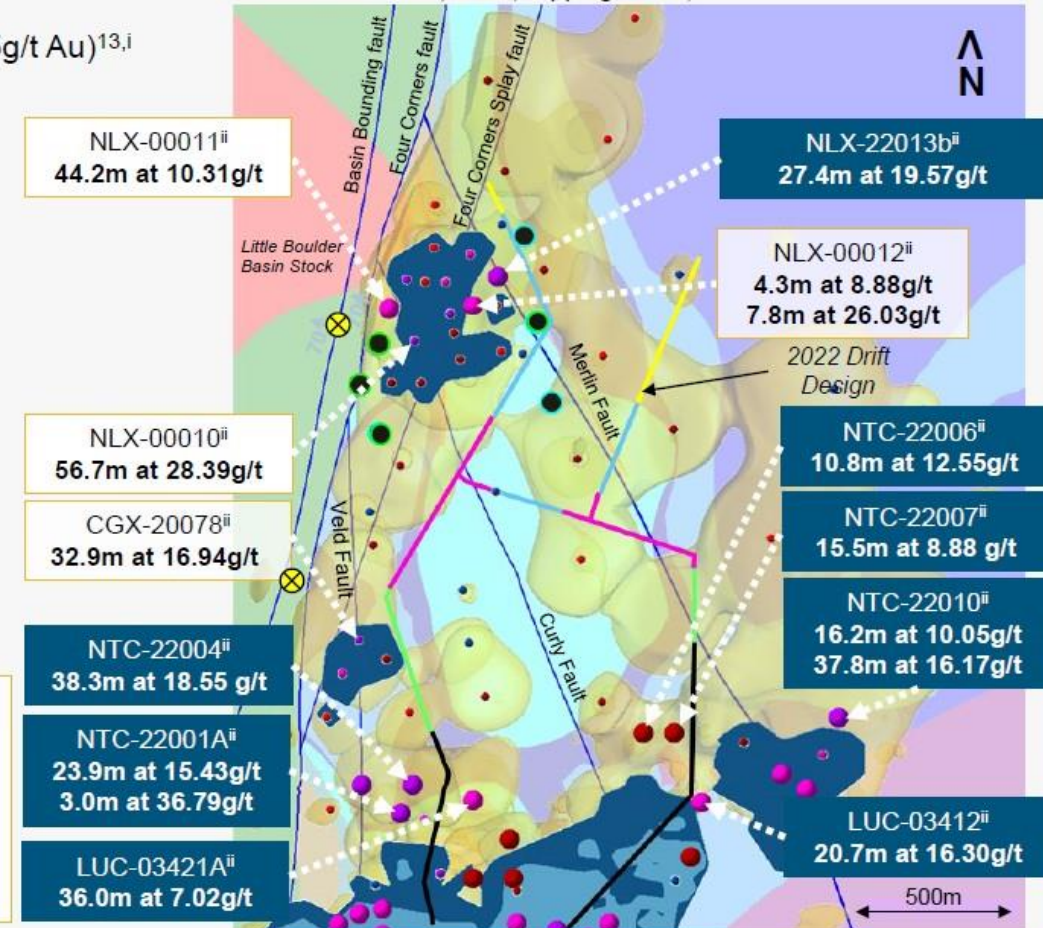 g/t Au)13,i
Λ
N
Basin Bounding fault
Four Corners fault
Four Corners Splay fault
NLX-00011ii
44.2m at 10.31g/t
NLX-22013bii
27.4m at 19.57g/t
Little Boulder
Basin Stock
NLX-00012ii
4.3m at 8.88g/t
7.8m at 26.03g/t
2022 Drift
Design
Merlin Fault
NLX-00010ii
56.7m at 28.39g/t
NTC-22006ii
10.8m at 12.55g/t
CGX-20078ii
32.9m at 16.94g/t
Veld Fault
NTC-22007ii
15.5m at 8.88 g/t
NTC-22010ii
16.2m at 10.05g/t
37.8m at 16.17g/t
Curly Fault
NTC-22004ii
38.3m at 18.55 g/t
NTC-22001Aii
23.9m at 15.43g/t
3.0m at 36.79g/t
LUC-03421Aii
36.0m at 7.02g/t
LUC-03412ii
20.7m at 16.30g/t
500m